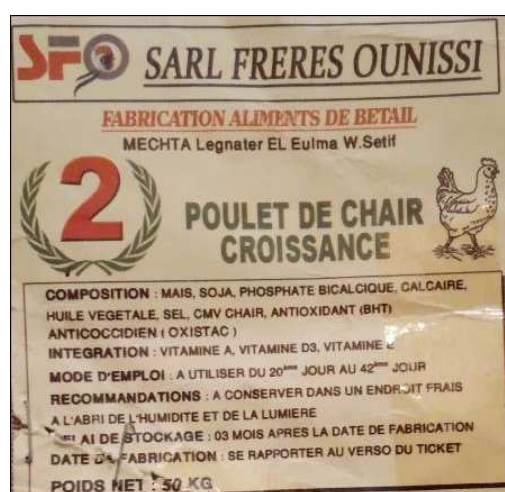 SFO SARL FRERES OUNISSI
FABRICATION ALIMENTS DE BETAIL
MECHTA Legnater EL Eulma W.Setif
2
POULET DE CHAIR
CROISSANCE
COMPOSITION : MAIS, SOJA, PHOSPHATE BICALCIQUE, CALCAIRE,
HUILE VEGETALE, SEL, CMV CHAIR, ANTIOXIDANT (BHT)
ANTICOCCIDIEN ( OXISTAC )
INTEGRATION : VITAMINE A, VITAMINE D3, VITAMINE E
MODE D'EMPLOI : A UTILISER DU 20ème JOUR AU 42ème JOUR
RECOMMANDATIONS : A CONSERVER DANS UN ENDROIT FRAIS
A L'ABRI DE L'HUMIDITE ET DE LA LUMIERE
DELAI DE STOCKAGE : 03 MOIS APRES LA DATE DE FABRICATION
DATE DE FABRICATION : SE RAPPORTER AU VERSO DU TICKET
POIDS NET : 50 KG